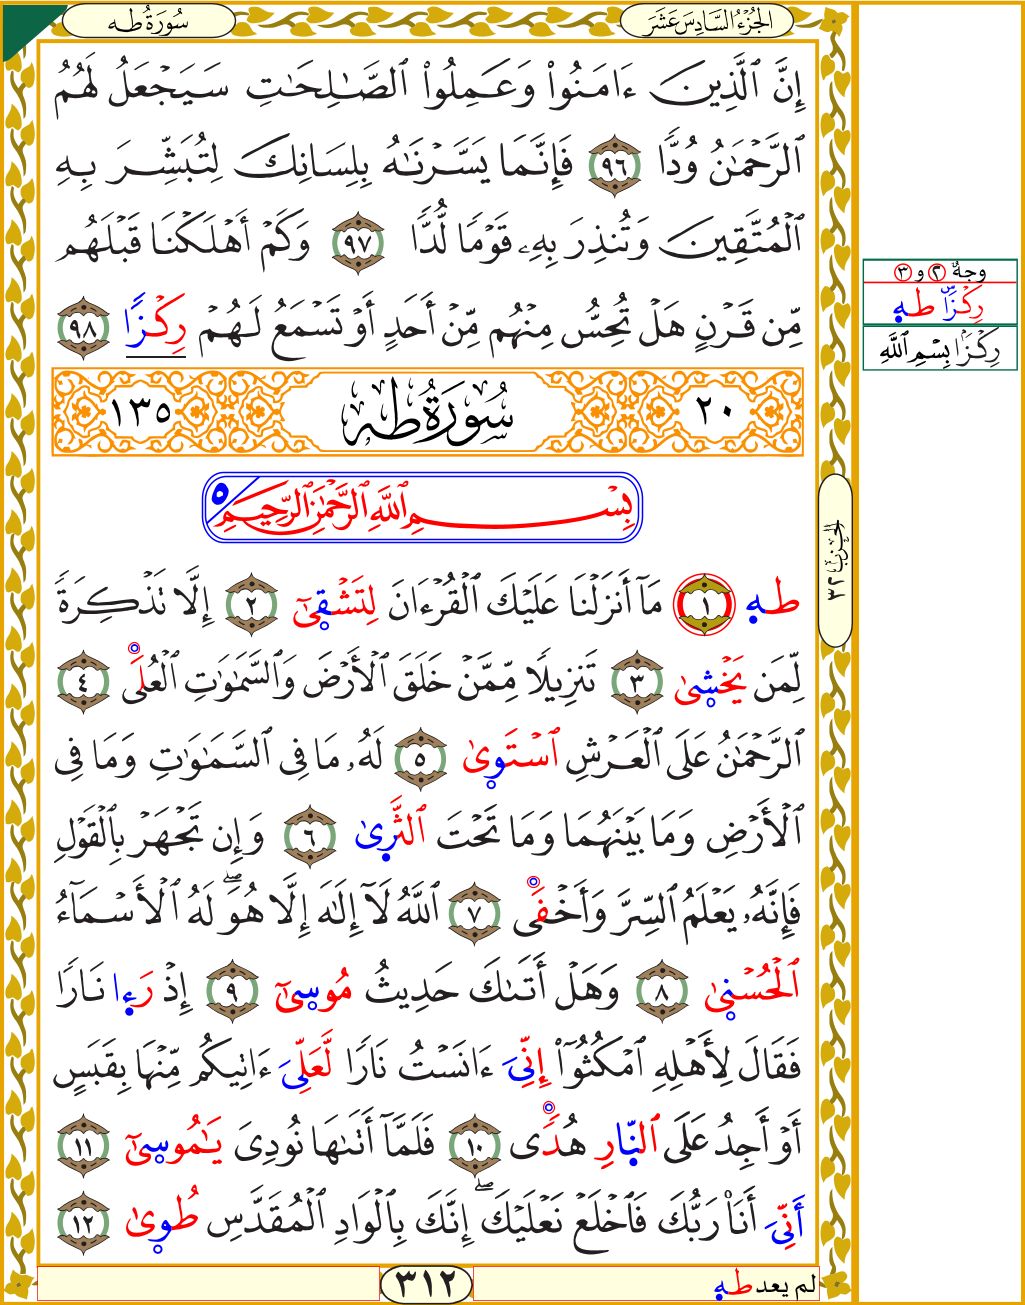 سُورَةُ طه
الجُزْءُ السَّادِسَ عَشَرَ
إِنَّ ٱلَّذِينَ ءَامَنُواْ وَعَمِلُواْ ٱلصَّٰلِحَٰتِ سَيَجْعَلُ لَهُمُ
ٱلرَّحْمَٰنُ وُدًّا ٩٦ فَإِنَّمَا يَسَّرْنَٰهُ بِلِسَانِكَ لِتُبَشِّرَ بِهِ
ٱلْمُتَّقِينَ وَتُنذِرَ بِهِۦ قَوْمًا لُّدًّا ٩٧ وَكَمْ أَهْلَكْنَا قَبْلَهُم
مِّن قَرْنٍ هَلْ تُحِسُّ مِنْهُم مِّنْ أَحَدٍ أَوْ تَسْمَعُ لَهُمْ رِكْزًا ٩٨
٢٠ سُورَةُ طه ١٣٥
بِسْمِ ٱللَّهِ ٱلرَّحْمَٰنِ ٱلرَّحِيمِ ٥
طه ١ مَآ أَنزَلْنَا عَلَيْكَ ٱلْقُرْءَانَ لِتَشْقَىٰٓ ٢ إِلَّا تَذْكِرَةً
لِّمَن يَخْشَىٰ ٣ تَنزِيلًا مِّمَّنْ خَلَقَ ٱلْأَرْضَ وَٱلسَّمَٰوَٰتِ ٱلْعُلَى ٤
ٱلرَّحْمَٰنُ عَلَى ٱلْعَرْشِ ٱسْتَوَىٰ ٥ لَهُۥ مَا فِى ٱلسَّمَٰوَٰتِ وَمَا فِى
ٱلْأَرْضِ وَمَا بَيْنَهُمَا وَمَا تَحْتَ ٱلثَّرَىٰ ٦ وَإِن تَجْهَرْ بِٱلْقَوْلِ
فَإِنَّهُۥ يَعْلَمُ ٱلسِّرَّ وَأَخْفَى ٧ ٱللَّهُ لَآ إِلَٰهَ إِلَّا هُوَ ۖ لَهُ ٱلْأَسْمَآءُ
ٱلْحُسْنَىٰ ٨ وَهَلْ أَتَىٰكَ حَدِيثُ مُوسَىٰٓ ٩ إِذْ رَءَا نَارًا
فَقَالَ لِأَهْلِهِ ٱمْكُثُوٓاْ إِنِّىَ ءَانَسْتُ نَارًا لَّعَلِّىَ ءَاتِيكُم مِّنْهَا بِقَبَسٍ
أَوْ أَجِدُ عَلَى ٱلنَّارِ هُدًى ١٠ فَلَمَّآ أَتَىٰهَا نُودِىَ يَٰمُوسَىٰٓ ١١
أَنِّىَ أَنَا۠ رَبُّكَ فَٱخْلَعْ نَعْلَيْكَ ۖ إِنَّكَ بِٱلْوَادِ ٱلْمُقَدَّسِ طُوَىٰ ١٢
٣١٢
لم يعد طه
وجهٌ ٢ و ٣
رِكْزًا طه
رِكْزًا بِسْمِ ٱللَّهِ
الحزب ٣٢